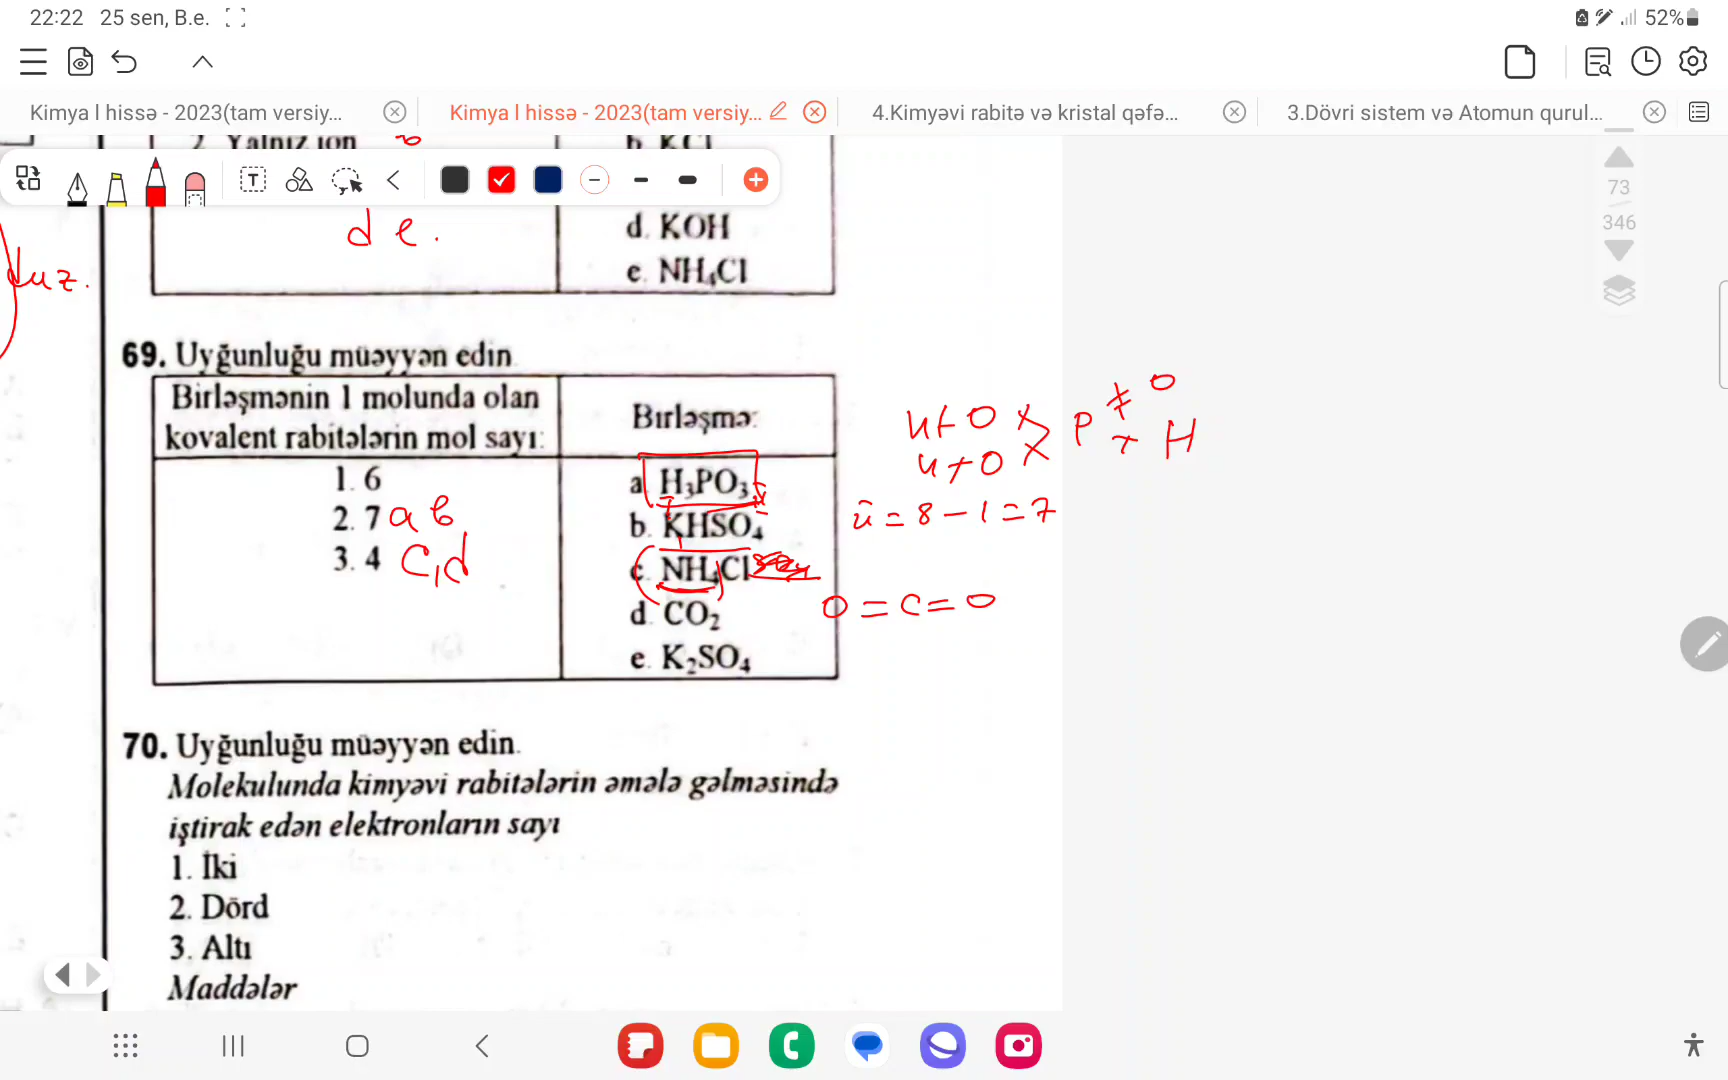 22:22 25 sen, B.e. 52%
Kimya I hissə - 2023(tam versiy...
Kimya I hissə - 2023(tam versiy...
4.Kimyəvi rabitə və kristal qəfə...
3.Dövri sistem və Atomun qurul...
73
346
2. Yalnız ion b
b. KCl
T
d e.
d. KOH
e. NH₄Cl
duz.
69. Uyğunluğu müəyyən edin
Birləşmənin 1 molunda olan kovalent rabitələrin mol sayı:
Birləşmə:
1. 6
2. 7 a b
3. 4 c,d
a. H₃PO₃
b. KHSO₄
c. NH₄Cl
d. CO₂
e. K₂SO₄
H O P O
H O H
ü = 8 - 1 = 7
O = C = O
70. Uyğunluğu müəyyən edin.
Molekulunda kimyəvi rabitələrin əmələ gəlməsində
iştirak edən elektronların sayı
1. İki
2. Dörd
3. Altı
Maddələr